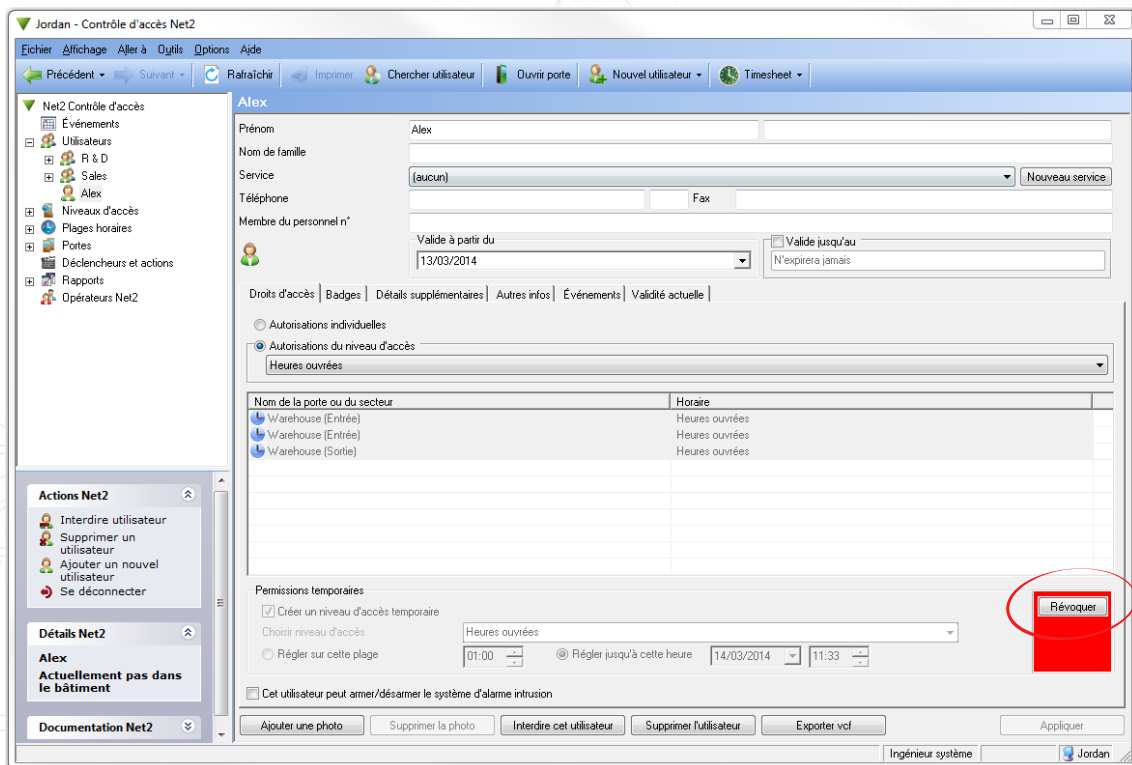 Jordan - Contrôle d'accès Net2
Fichier Affichage Aller à Outils Options Aide
Précédent Suivant Rafraîchir Imprimer Chercher utilisateur Ouvrir porte Nouvel utilisateur Timesheet
Net2 Contrôle d'accès
Événements
Utilisateurs
R & D
Sales
Alex
Niveaux d'accès
Plages horaires
Portes
Déclencheurs et actions
Rapports
Opérateurs Net2
Actions Net2
Interdire utilisateur
Supprimer un
utilisateur
Ajouter un nouvel
utilisateur
Se déconnecter
Détails Net2
Alex
Actuellement pas dans
le bâtiment
Documentation Net2
Alex
Prénom Alex
Nom de famille
Service (aucun) Nouveau service
Téléphone Fax
Membre du personnel n°
Valide à partir du Valide jusqu'au
13/03/2014 N'expirera jamais
Droits d'accès Badges Détails supplémentaires Autres infos Événements Validité actuelle
Autorisations individuelles
Autorisations du niveau d'accès
Heures ouvrées
Nom de la porte ou du secteur Horaire
Warehouse (Entrée) Heures ouvrées
Warehouse (Entrée) Heures ouvrées
Warehouse (Sortie) Heures ouvrées
Permissions temporaires
Révoquer
Créer un niveau d'accès temporaire
Choisir niveau d'accès Heures ouvrées
Régler sur cette plage 01:00 Régler jusqu'à cette heure 14/03/2014 11:33
Cet utilisateur peut armer/désarmer le système d'alarme intrusion
Ajouter une photo Supprimer la photo Interdire cet utilisateur Supprimer l'utilisateur Exporter vcf Appliquer
Ingénieur système Jordan